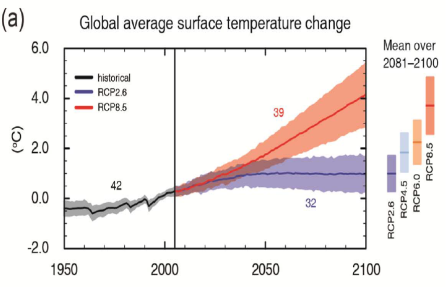 (a)
Global average surface temperature change
6.0
4.0
2.0
0.0
-2.0
(°C)
historical
RCP2.6
RCP8.5
42
39
32
1950
2000
2050
2100
Mean over
2081–2100
RCP2.6
RCP4.5
RCP6.0
RCP8.5